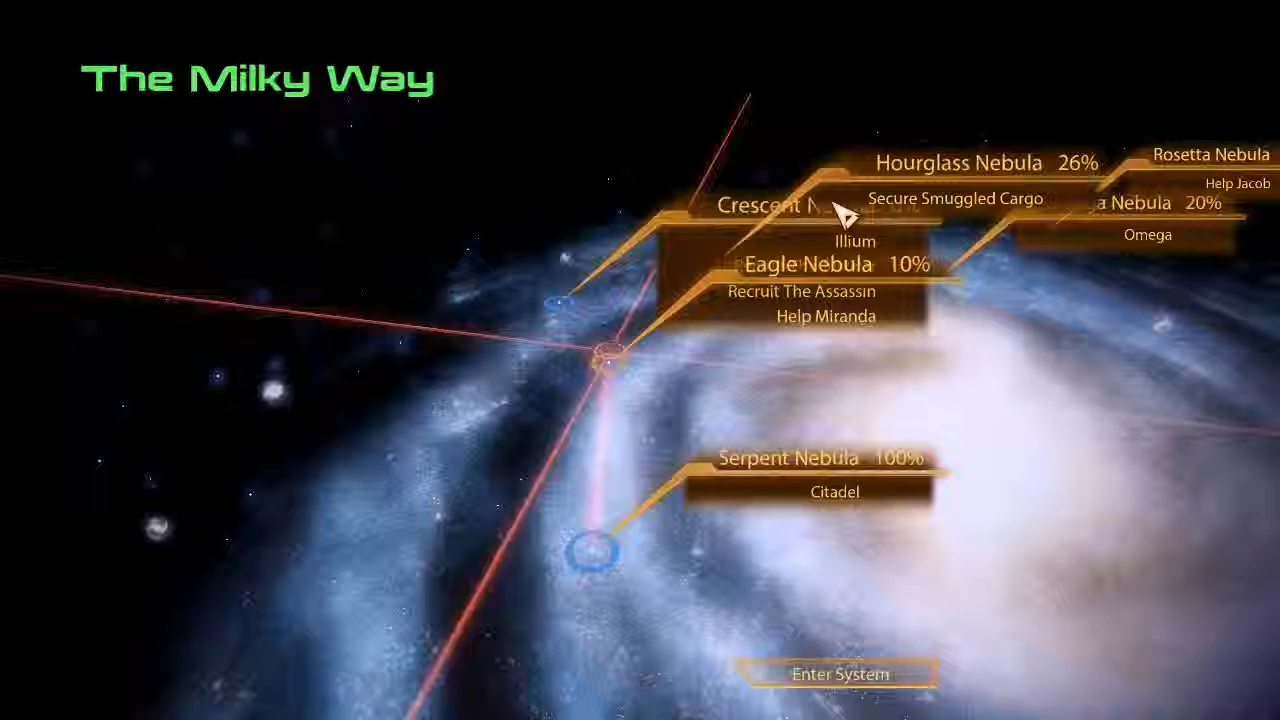 The Milky Way
Hourglass Nebula 26%
Secure Smuggled Cargo
Rosetta Nebula
Help Jacob
a Nebula 20%
Omega
Crescent N
Illium
Eagle Nebula 10%
Recruit The Assassin
Help Miranda
Serpent Nebula 100%
Citadel
Enter System